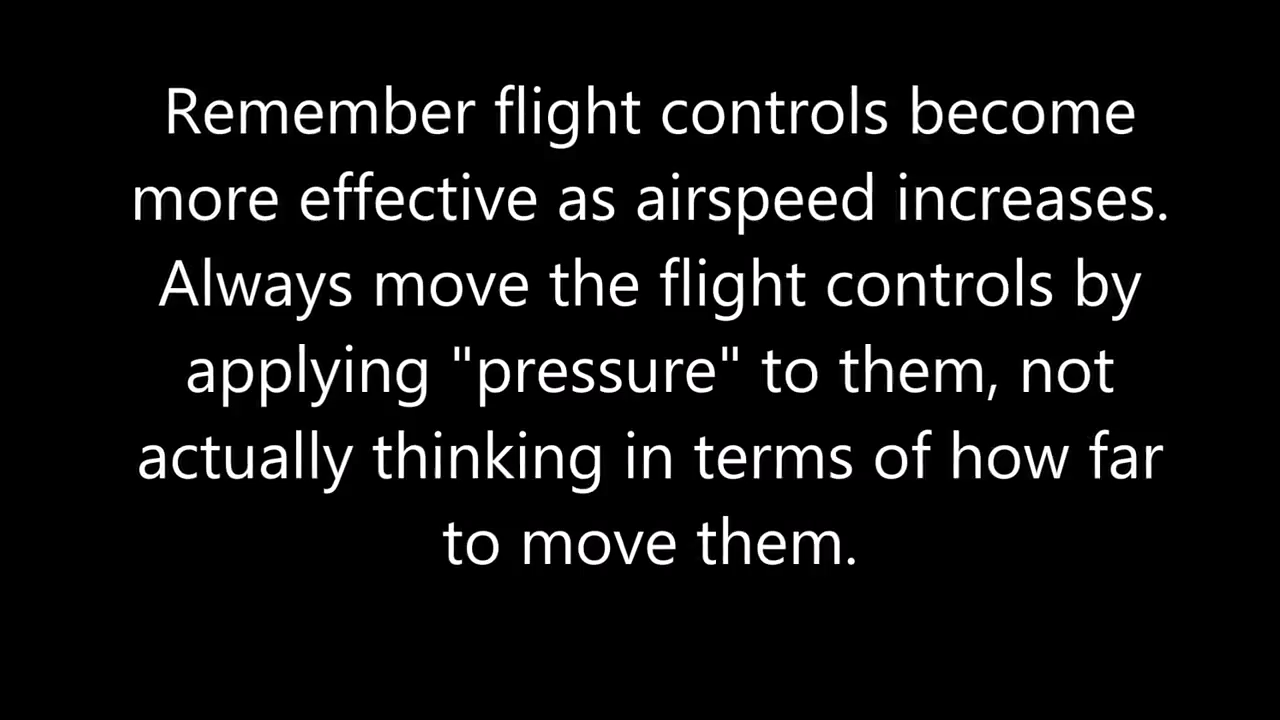 Remember flight controls become
more effective as airspeed increases.
Always move the flight controls by
applying "pressure" to them, not
actually thinking in terms of how far
to move them.